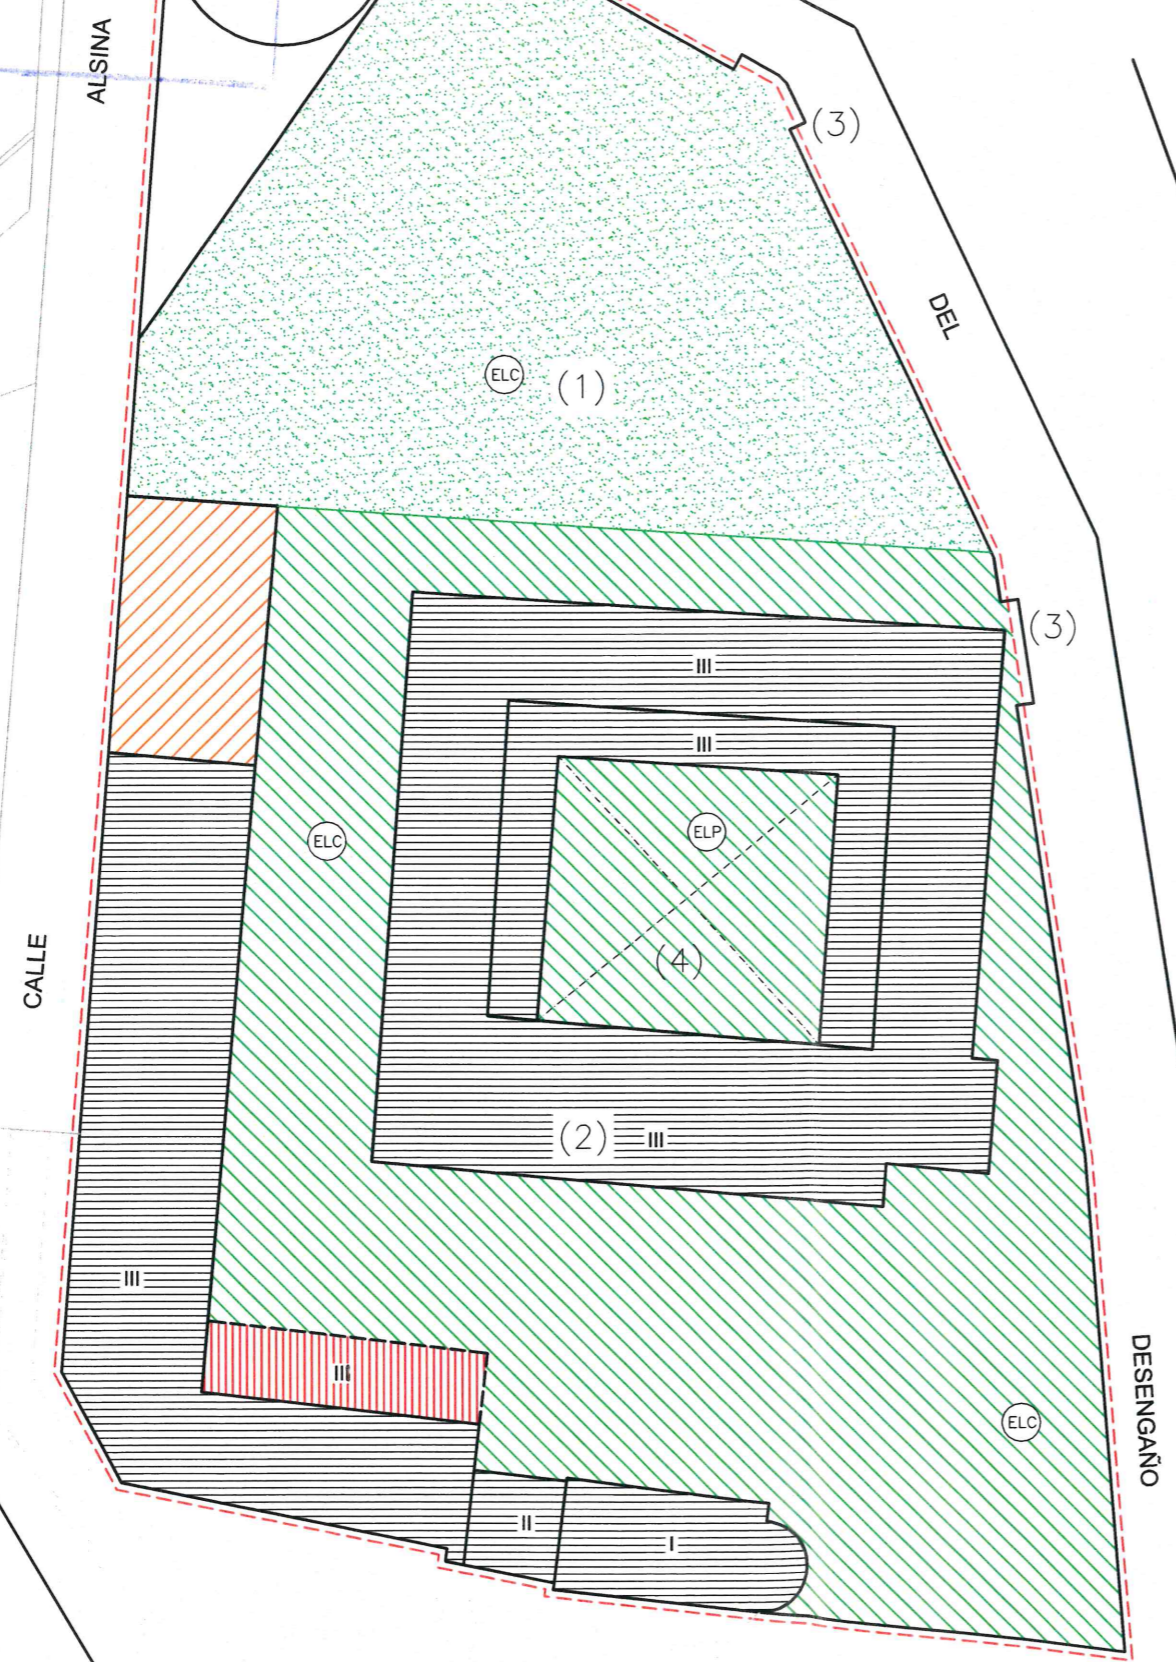 ALSINA
(3)
DEL
ELC (1)
(3)
III
III
ELP
ELC
(4)
CALLE
(2) III
III
III
DESENGAÑO
ELC
II
I